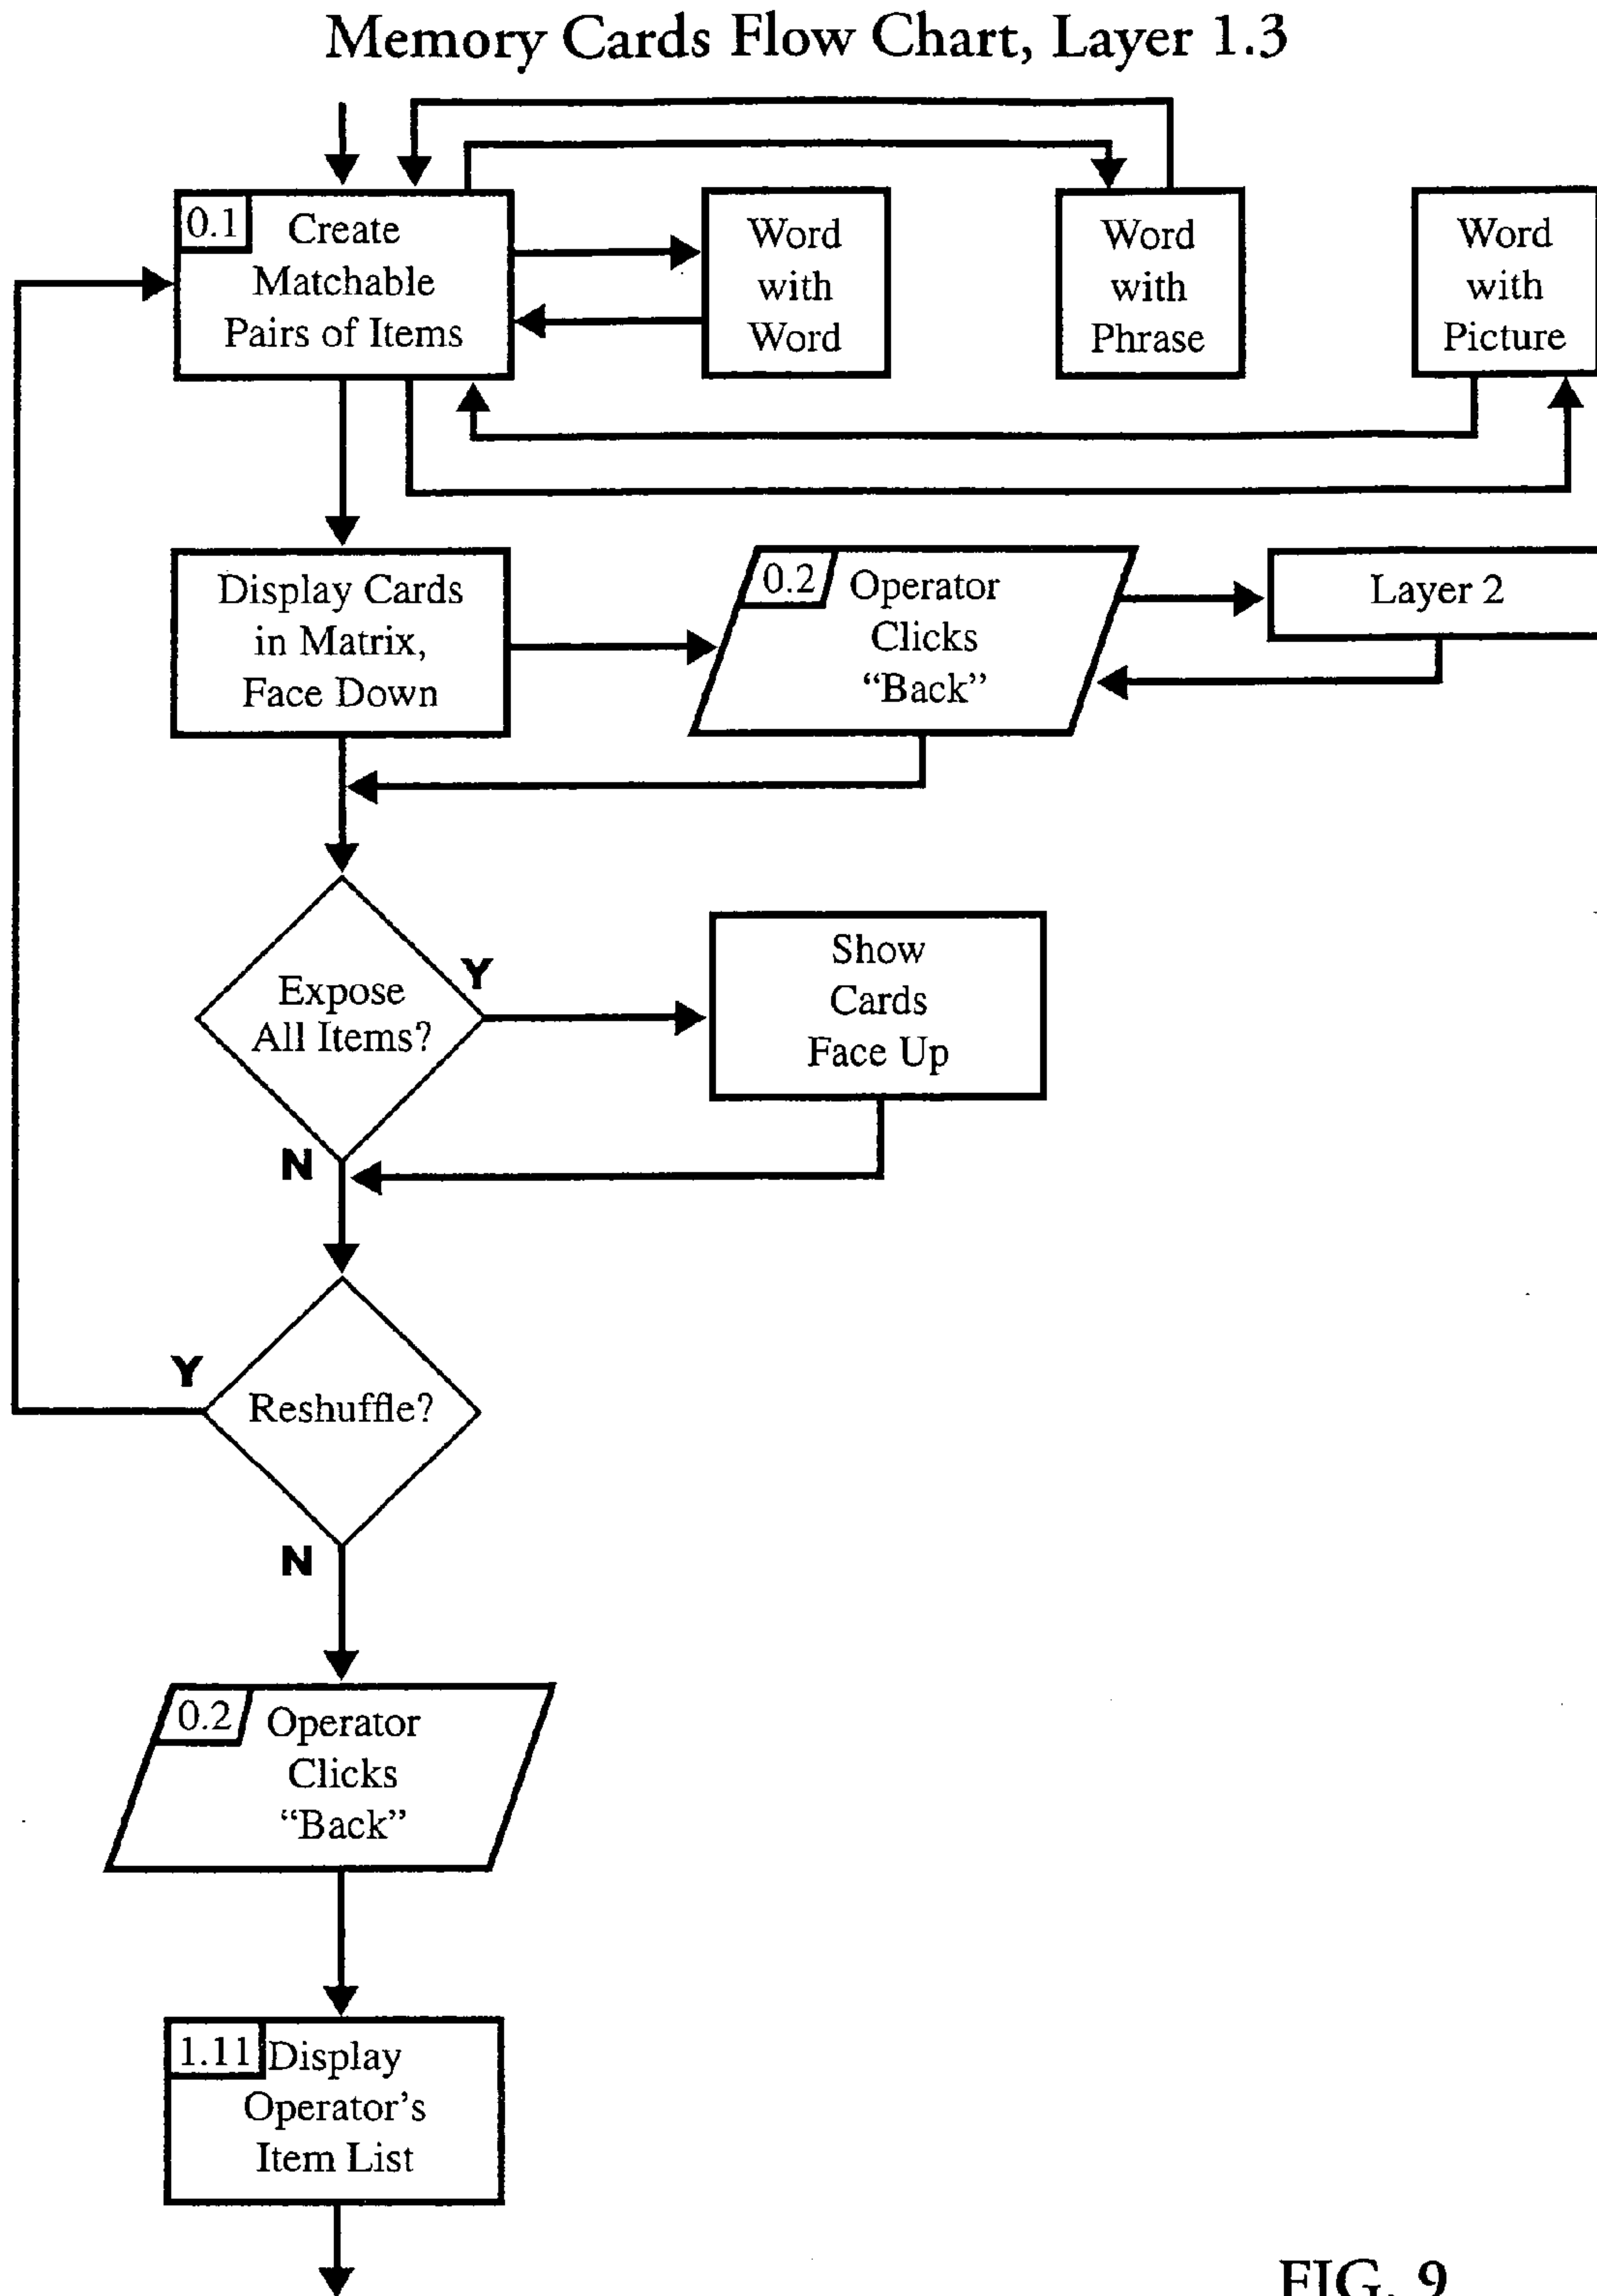 Memory Cards Flow Chart, Layer 1.3
0.1
Create
Matchable
Pairs of Items
Word
with
Word
Word
with
Phrase
Word
with
Picture
Display Cards
in Matrix,
Face Down
0.2
Operator
Clicks
“Back”
Layer 2
Expose
All Items?
Y
N
Show
Cards
Face Up
Reshuffle?
Y
N
0.2
Operator
Clicks
“Back”
1.11
Display
Operator’s
Item List
FIG. 9